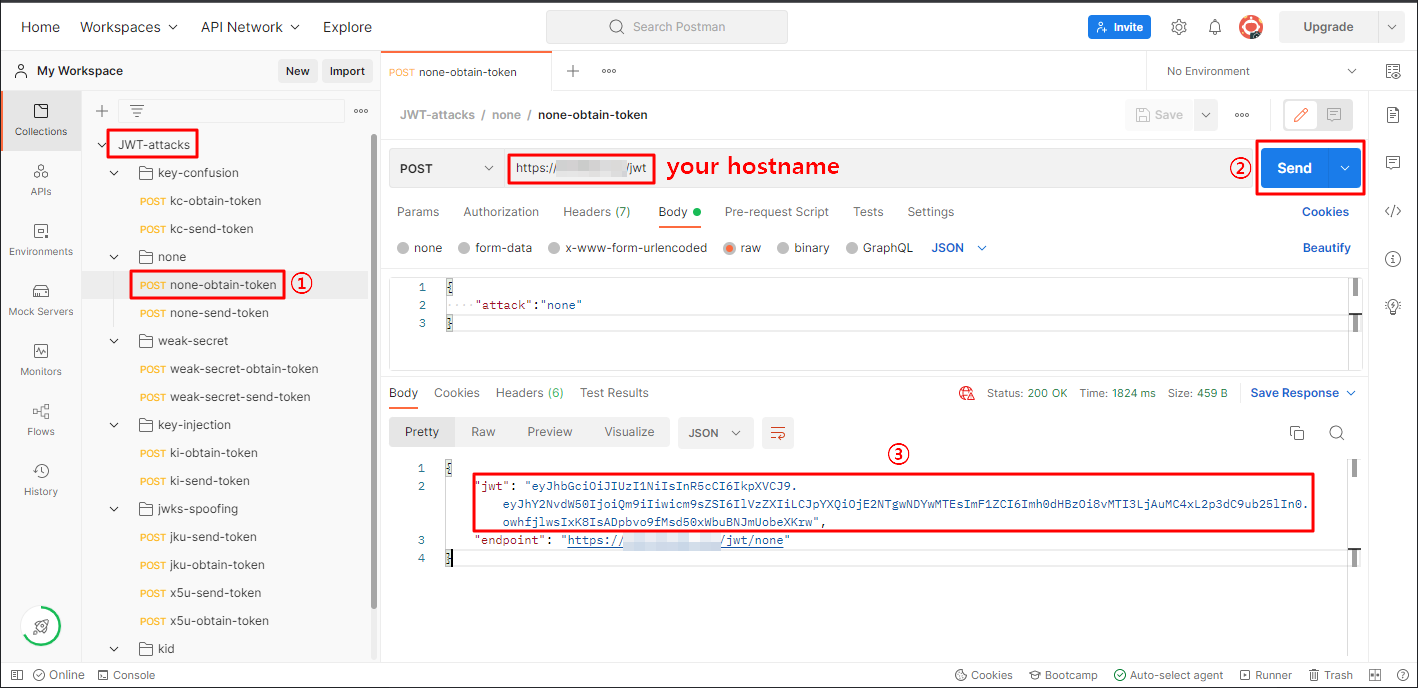 Home Workspaces API Network Explore Search Postman Invite Upgrade
My Workspace New Import POST none-obtain-token No Environment
Collections
APIs
Environments
Mock Servers
Monitors
Flows
History
JWT-attacks
key-confusion
POST kc-obtain-token
POST kc-send-token
none
POST none-obtain-token ①
POST none-send-token
weak-secret
POST weak-secret-obtain-token
POST weak-secret-send-token
key-injection
POST ki-obtain-token
POST ki-send-token
jwks-spoofing
POST jku-send-token
POST jku-obtain-token
POST x5u-send-token
POST x5u-obtain-token
kid
JWT-attacks / none / none-obtain-token Save
POST https:// /jwt your hostname ② Send
Params Authorization Headers (7) Body Pre-request Script Tests Settings Cookies
none form-data x-www-form-urlencoded raw binary GraphQL JSON Beautify
1 {
2 ····"attack":"none"
3 }
Body Cookies Headers (6) Test Results Status: 200 OK Time: 1824 ms Size: 459 B Save Response
Pretty Raw Preview Visualize JSON
③
1 {
2 "jwt": "eyJhbGciOiJIUzI1NiIsInR5cCI6IkpXVCJ9.
eyJhY2NvdW50IjoiQm9iIiwicm9sZSI6IlVzZXIiLCJpYXQiOjE2NTgwNDYwMTEsImF1ZCI6Imh0dHBzOi8vMTI3LjAuMC4xL2p3dC9ub25lIn0.
owhfjlwsIxK8IsADpbvo9fMsd50xWbuBNJmUobeXKrw",
3 "endpoint": "https:// /jwt/none"
4 }
Online Console Cookies Bootcamp Auto-select agent Runner Trash